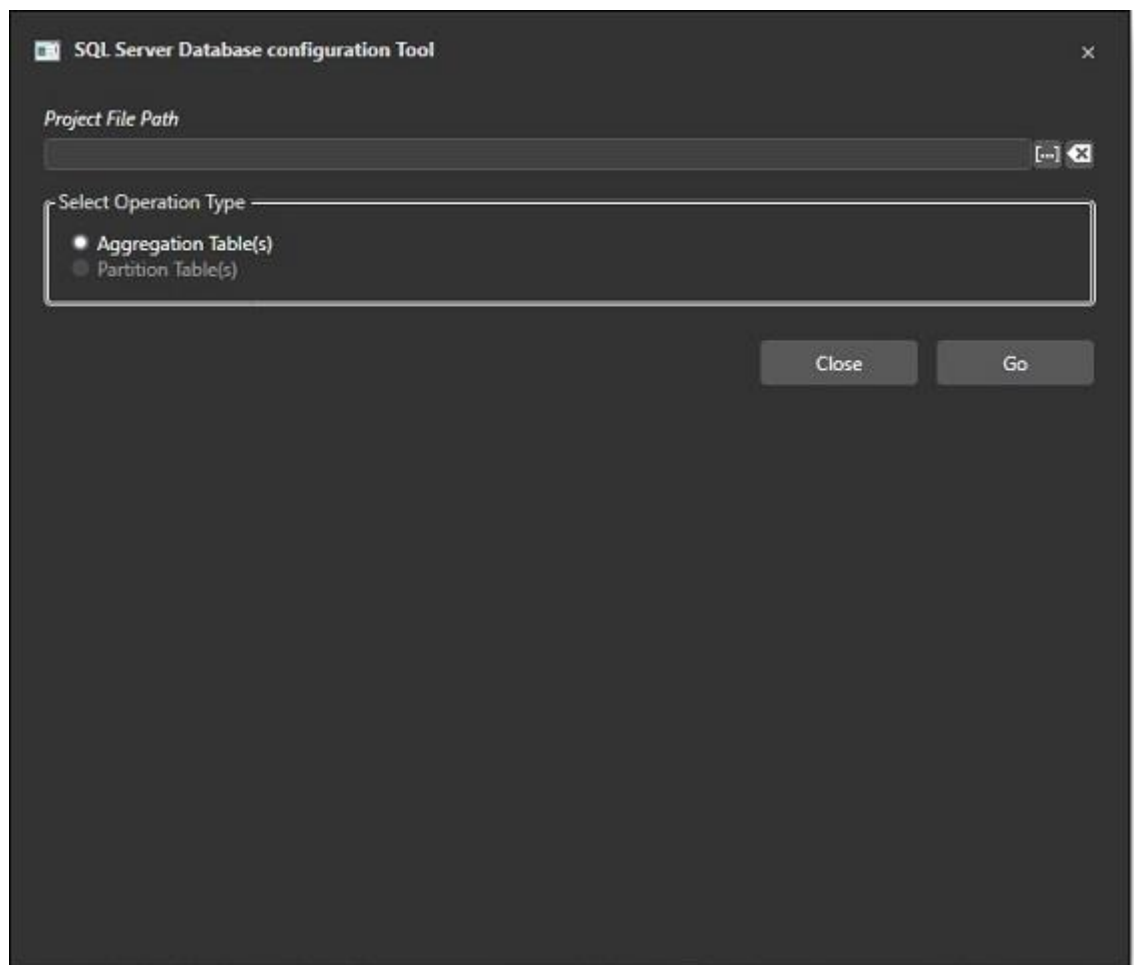 SQL Server Database configuration Tool
Project File Path
[...]
Select Operation Type
Aggregation Table(s)
Partition Table(s)
Close Go